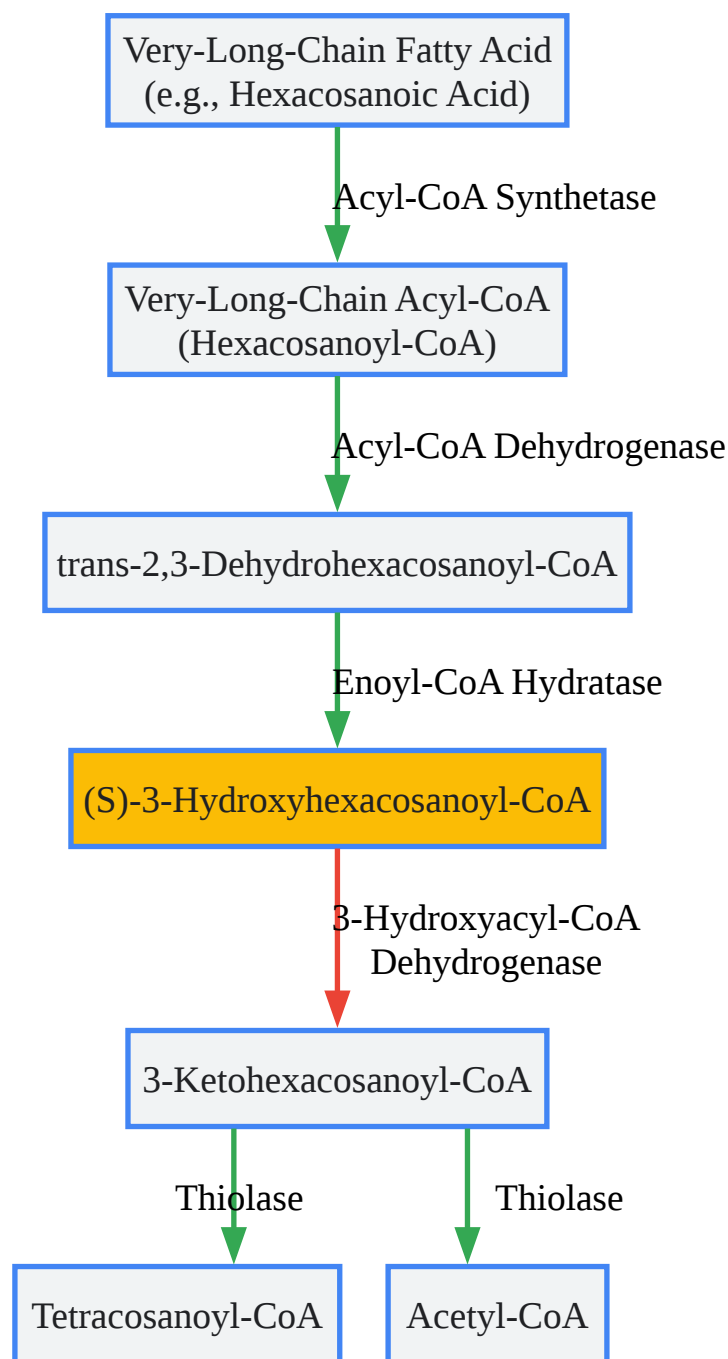 Very-Long-Chain Fatty Acid
(e.g., Hexacosanoic Acid)
Acyl-CoA Synthetase
Very-Long-Chain Acyl-CoA
(Hexacosanoyl-CoA)
Acyl-CoA Dehydrogenase
trans-2,3-Dehydrohexacosanoyl-CoA
Enoyl-CoA Hydratase
(S)-3-Hydroxyhexacosanoyl-CoA
3-Hydroxyacyl-CoA
Dehydrogenase
3-Ketohexacosanoyl-CoA
Thiolase
Thiolase
Tetracosanoyl-CoA
Acetyl-CoA